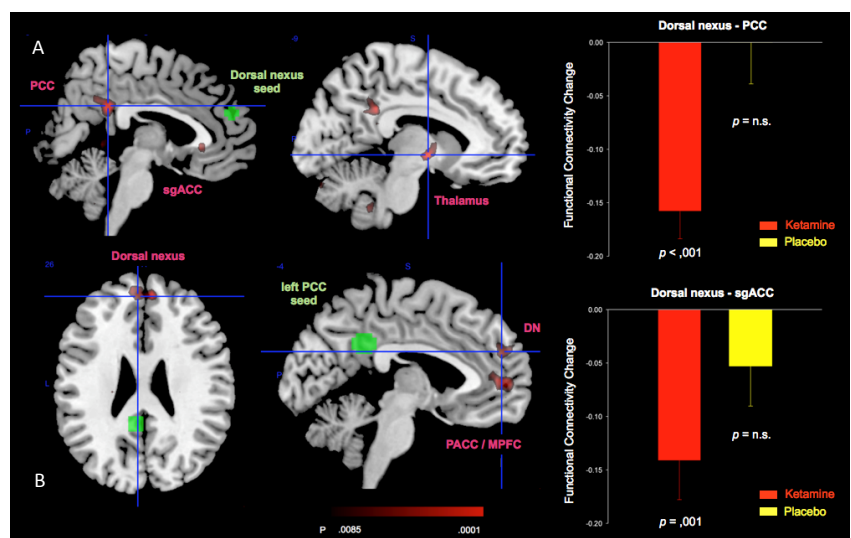 A
PCC
Dorsal nexus
seed
P
sgACC
-8
S
P
Thalamus
Dorsal nexus - PCC
Functional Connectivity Change
0.00
-0.05
-0.10
-0.15
-0.20
p = n.s.
p < ,001
Ketamine
Placebo
Dorsal nexus
26
L
B
left PCC
seed
-4
S
P
DN
PACC / MPFC
P
.0085
.0001
Dorsal nexus - sgACC
Functional Connectivity Change
0.00
-0.05
-0.10
-0.15
-0.20
p = n.s.
p = ,001
Ketamine
Placebo